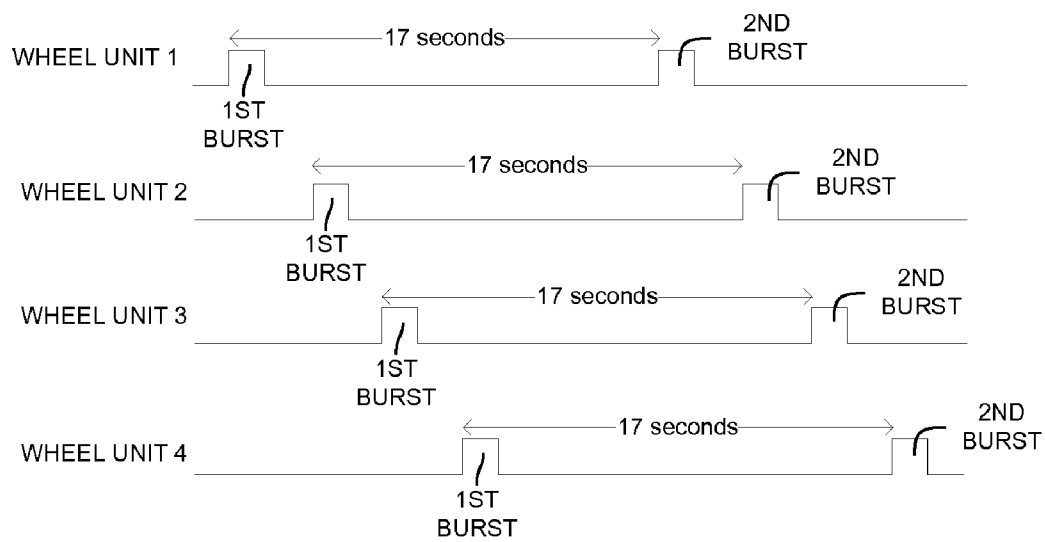 17 seconds
2ND
BURST
WHEEL UNIT 1
1ST
BURST
17 seconds
2ND
BURST
WHEEL UNIT 2
1ST
BURST
17 seconds
2ND
BURST
WHEEL UNIT 3
1ST
BURST
17 seconds
2ND
BURST
WHEEL UNIT 4
1ST
BURST